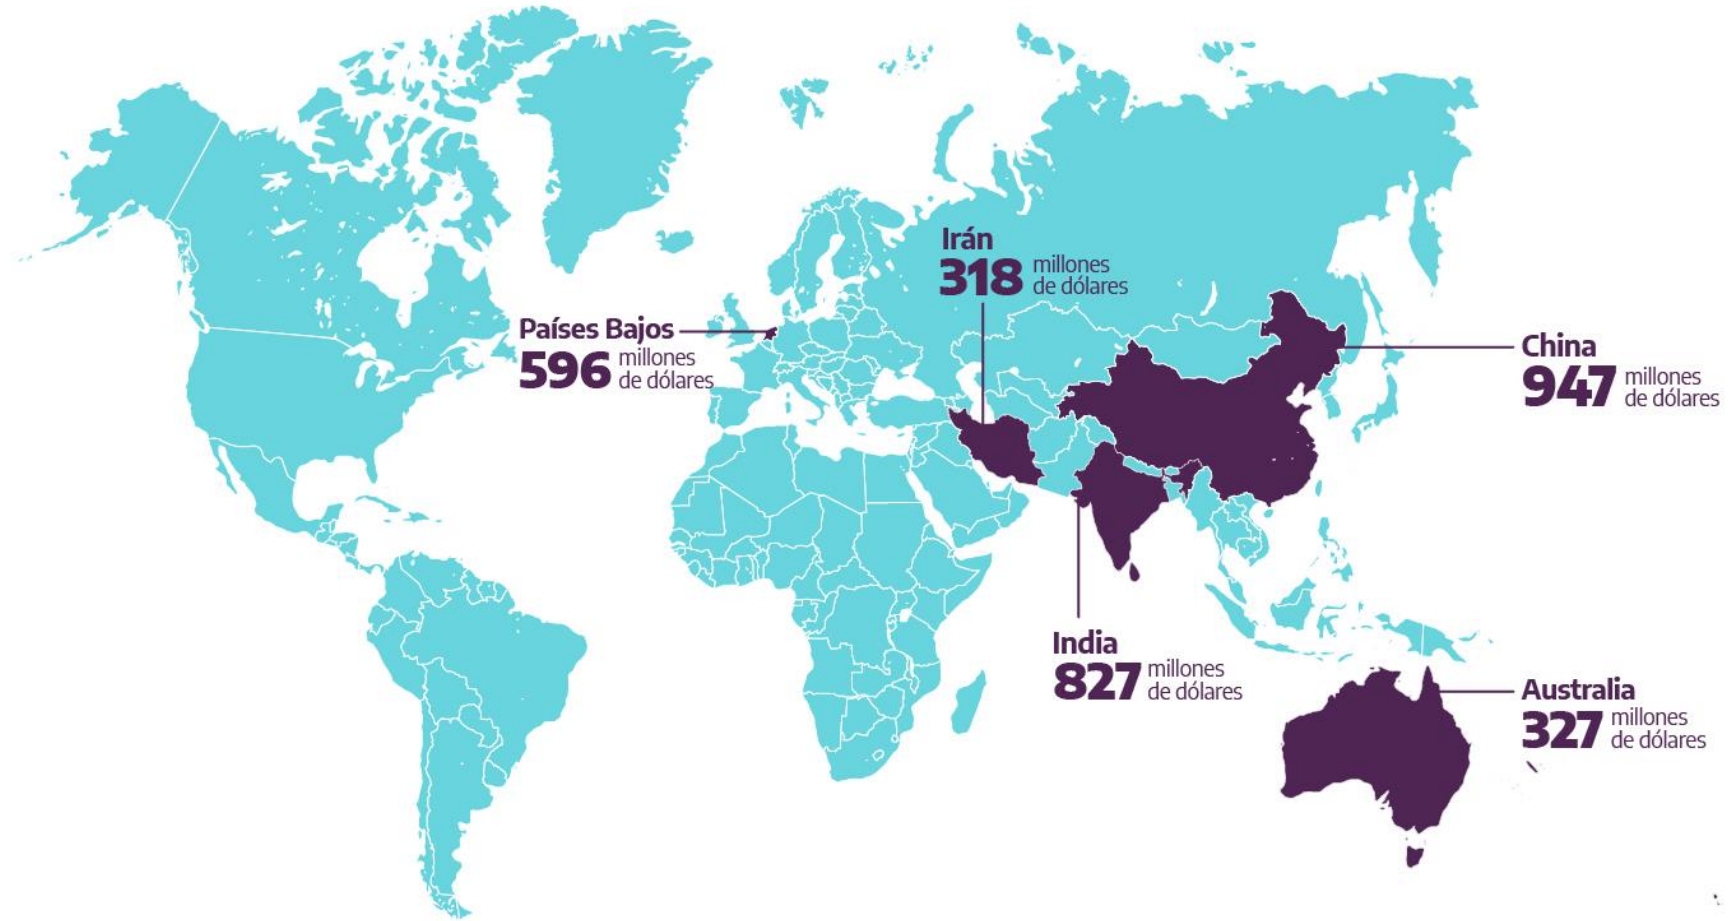 Irán
318 millones
de dólares
Países Bajos
596 millones
de dólares
China
947 millones
de dólares
India
827 millones
de dólares
Australia
327 millones
de dólares